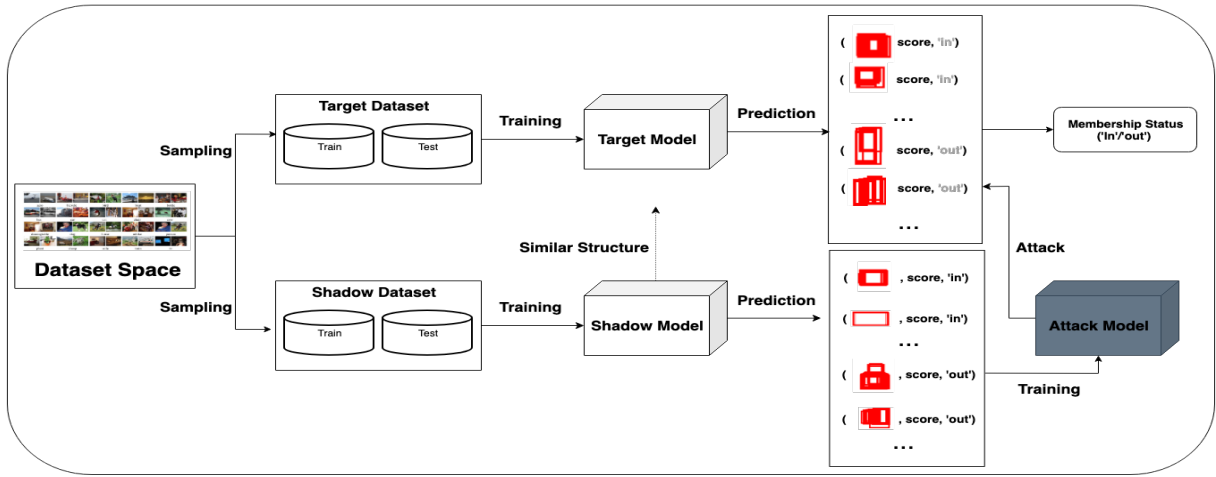 Dataset Space
Sampling
Sampling
Target Dataset
Train
Test
Training
Target Model
Prediction
Similar Structure
Shadow Dataset
Train
Test
Training
Shadow Model
Prediction
( score, 'in')
( score, 'in')
...
( score, 'out')
( score, 'out')
...
( , score, 'in')
( , score, 'in')
...
( , score, 'out')
( , score, 'out')
...
Membership Status
('In'/'out')
Attack
Attack Model
Training